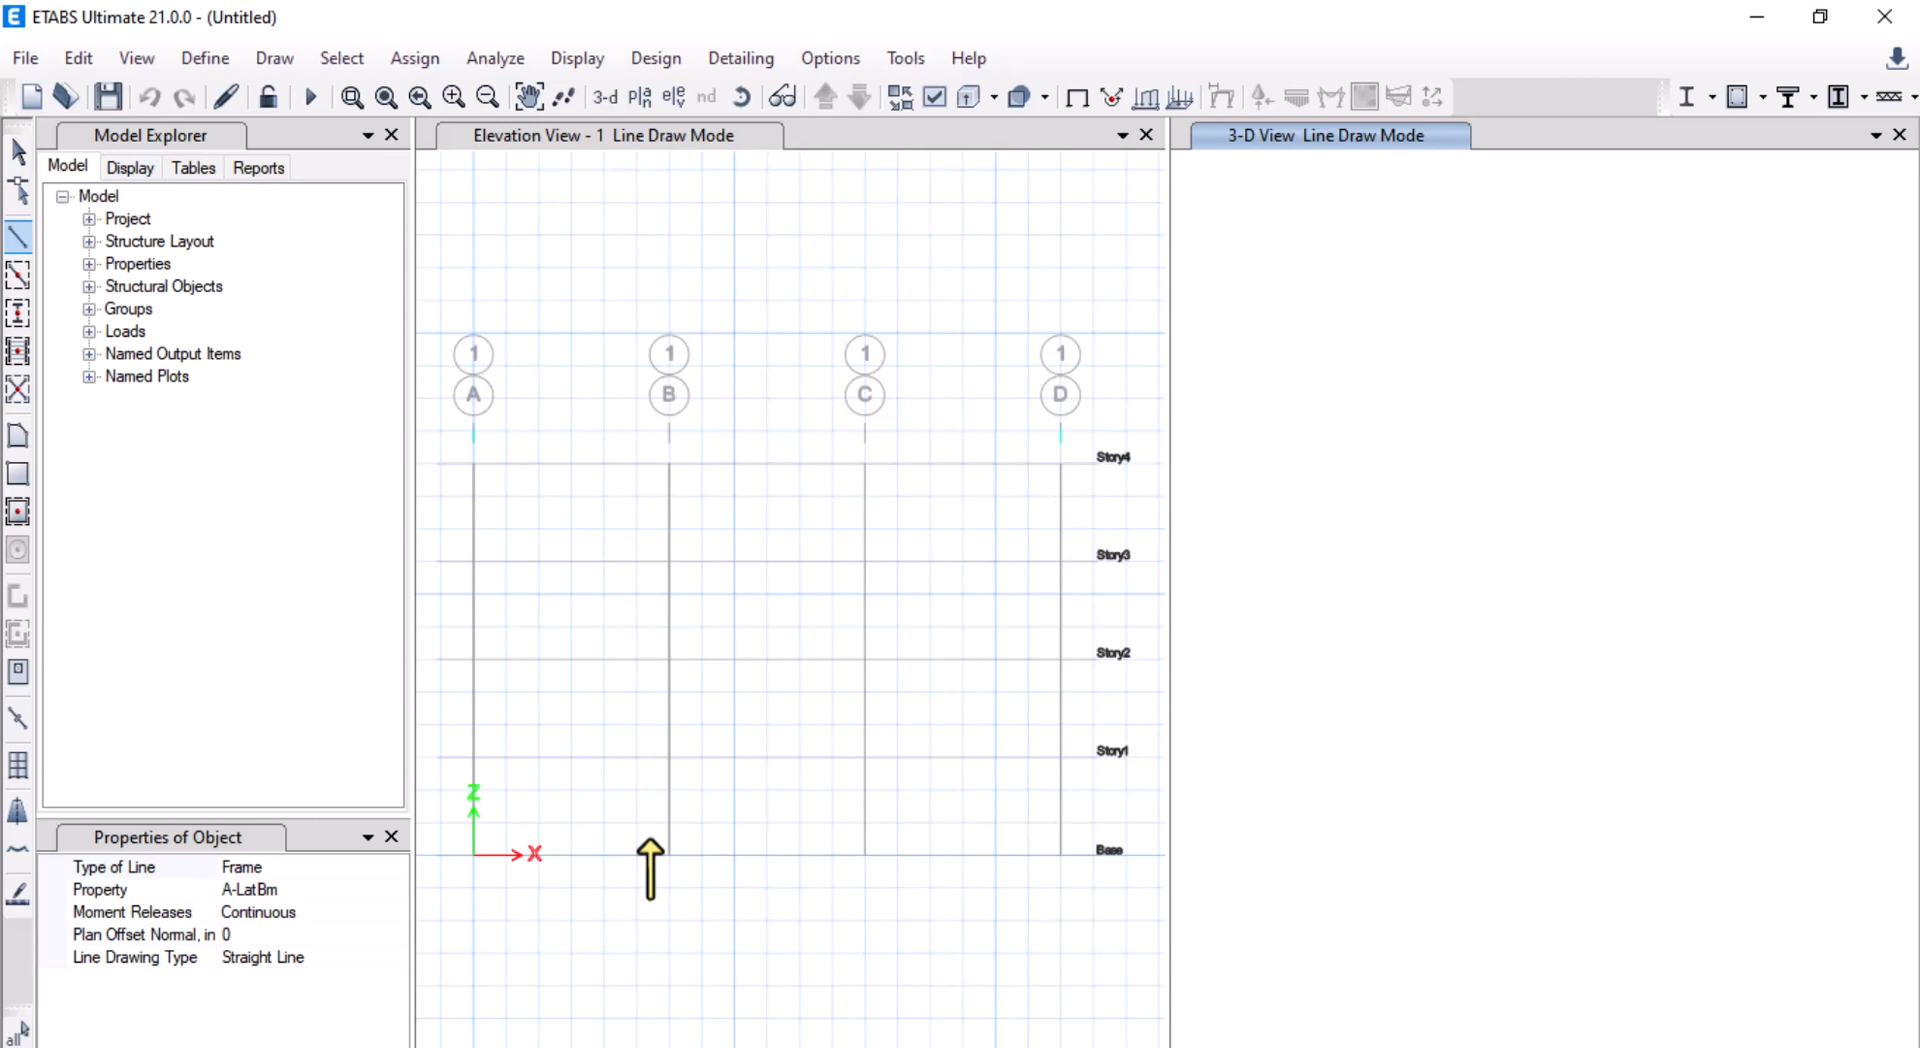 ETABS Ultimate 21.0.0 - (Untitled)
File Edit View Define Draw Select Assign Analyze Display Design Detailing Options Tools Help
3-d pla̲n ele̲v nd
Model Explorer
Model Display Tables Reports
Model
Project
Structure Layout
Properties
Structural Objects
Groups
Loads
Named Output Items
Named Plots
Properties of Object
Type of Line Frame
Property A-LatBm
Moment Releases Continuous
Plan Offset Normal, in 0
Line Drawing Type Straight Line
all
Elevation View - 1 Line Draw Mode
1 1 1 1
A B C D
Story4
Story3
Story2
Story1
Z
X
Base
3-D View Line Draw Mode